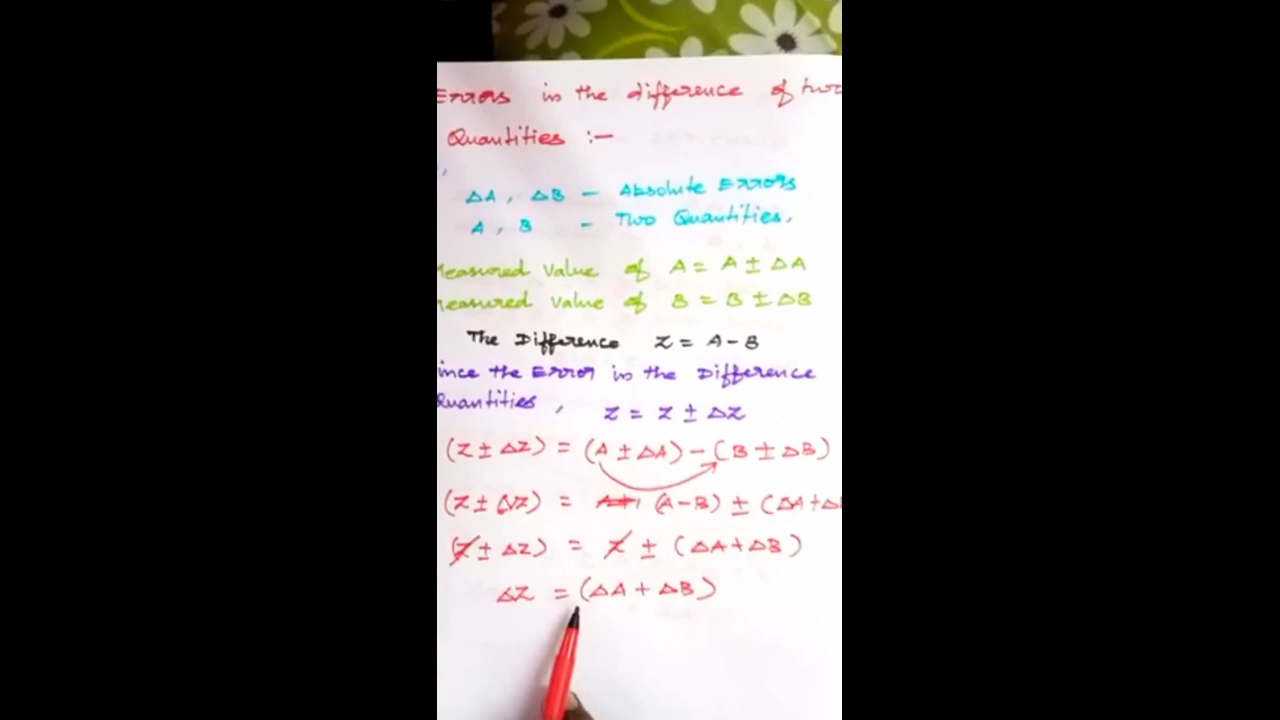 Errors in the difference of two
Quantities :-
ΔA, ΔB - Absolute Errors
A, B - Two Quantities.
measured value of A = A ± ΔA
measured value of B = B ± ΔB
The Difference Z = A - B
ince the Error in the Difference
Quantities, Z = Z ± ΔZ
(Z ± ΔZ) = (A ± ΔA) - (B ± ΔB)
(Z ± ΔZ) = (A - B) ± (ΔA + Δ
(Z ± ΔZ) = Z ± (ΔA + ΔB)
ΔZ = (ΔA + ΔB)